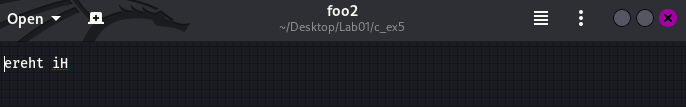 Open
foo2
~/Desktop/Lab01/c_ex5
ereht iH